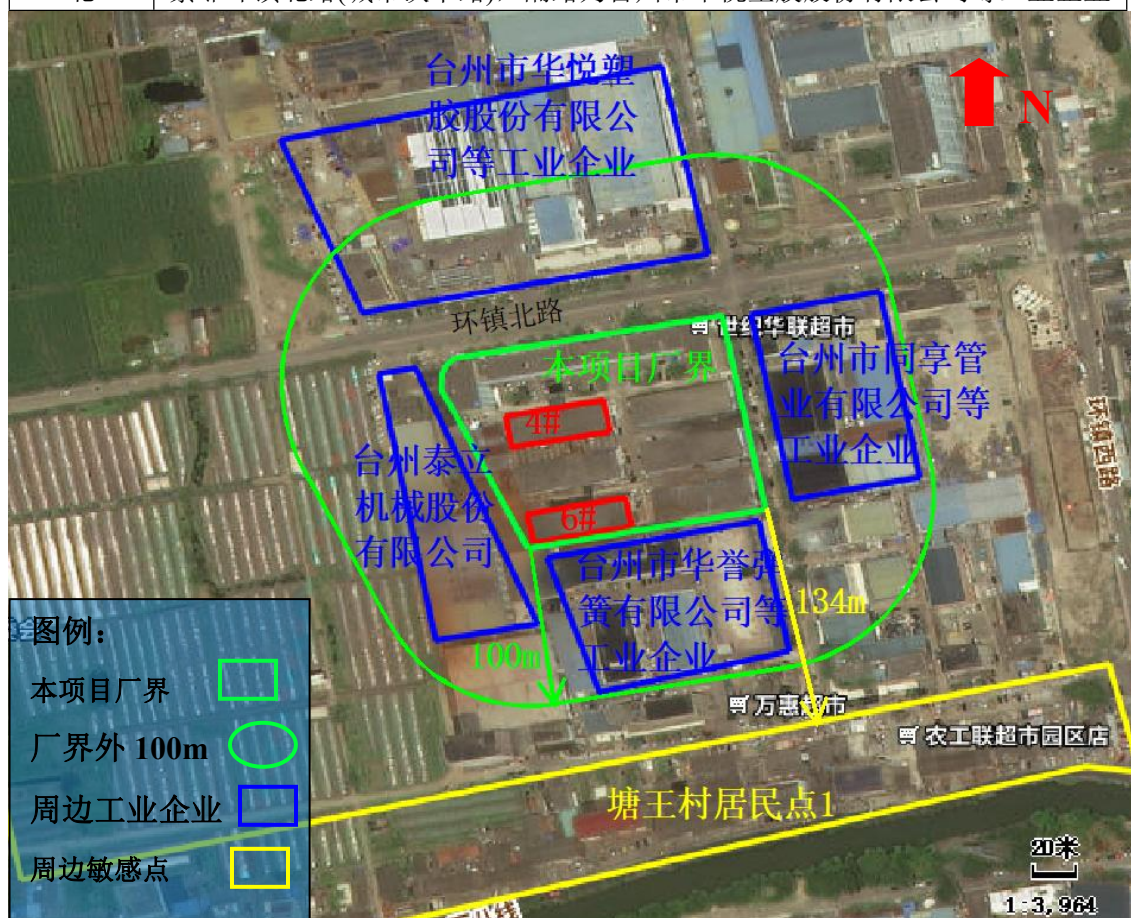 台州市华悦塑
胶股份有限公
司等工业企业
N
环镇北路
世纪华联超市
本项目厂界
台州市同享管
业有限公司等
工业企业
环镇西路
4#
台州泰立
机械股份
有限公司
6#
台州市华誉弹
簧有限公司等
工业企业
134m
100m
万惠超市
农工联超市园区店
塘王村居民点1
图例：
本项目厂界
厂界外 100m
周边工业企业
周边敏感点
20米
1:3,964